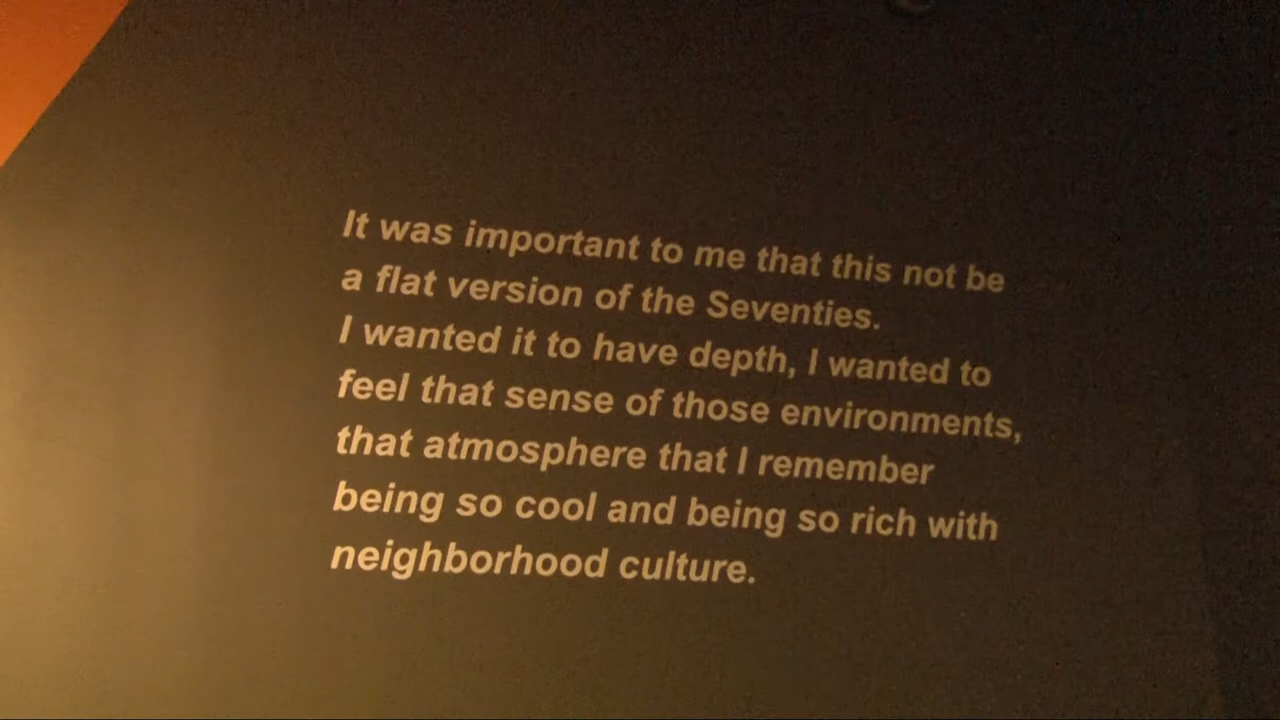 It was important to me that this not be
a flat version of the Seventies.
I wanted it to have depth, I wanted to
feel that sense of those environments,
that atmosphere that I remember
being so cool and being so rich with
neighborhood culture.